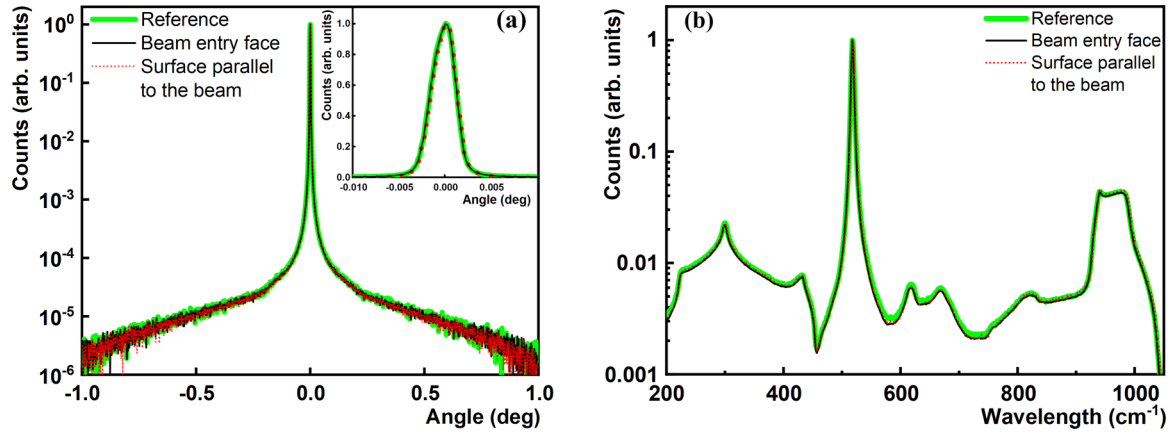 (a)
Reference
Beam entry face
Surface parallel
to the beam
Counts (arb. units)
10⁰
10⁻¹
10⁻²
10⁻³
10⁻⁴
10⁻⁵
10⁻⁶
-1.0 -0.5 0.0 0.5 1.0
Angle (deg)
Counts (arb. units)
1.0
0.8
0.6
0.4
0.2
0.0
-0.010 -0.005 0.000 0.005
Angle (deg)
(b)
Reference
Beam entry face
Surface parallel
to the beam
Counts (arb. units)
1
0.1
0.01
0.001
200 400 600 800 1000
Wavelength (cm⁻¹)